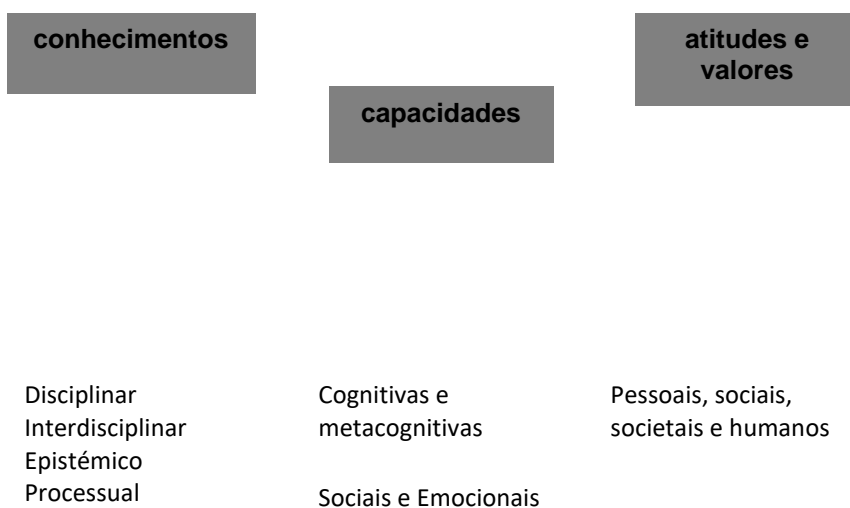 conhecimentos
capacidades
atitudes e
valores
Disciplinar
Interdisciplinar
Epistémico
Processual
Cognitivas e
metacognitivas
Sociais e Emocionais
Pessoais, sociais,
societais e humanos